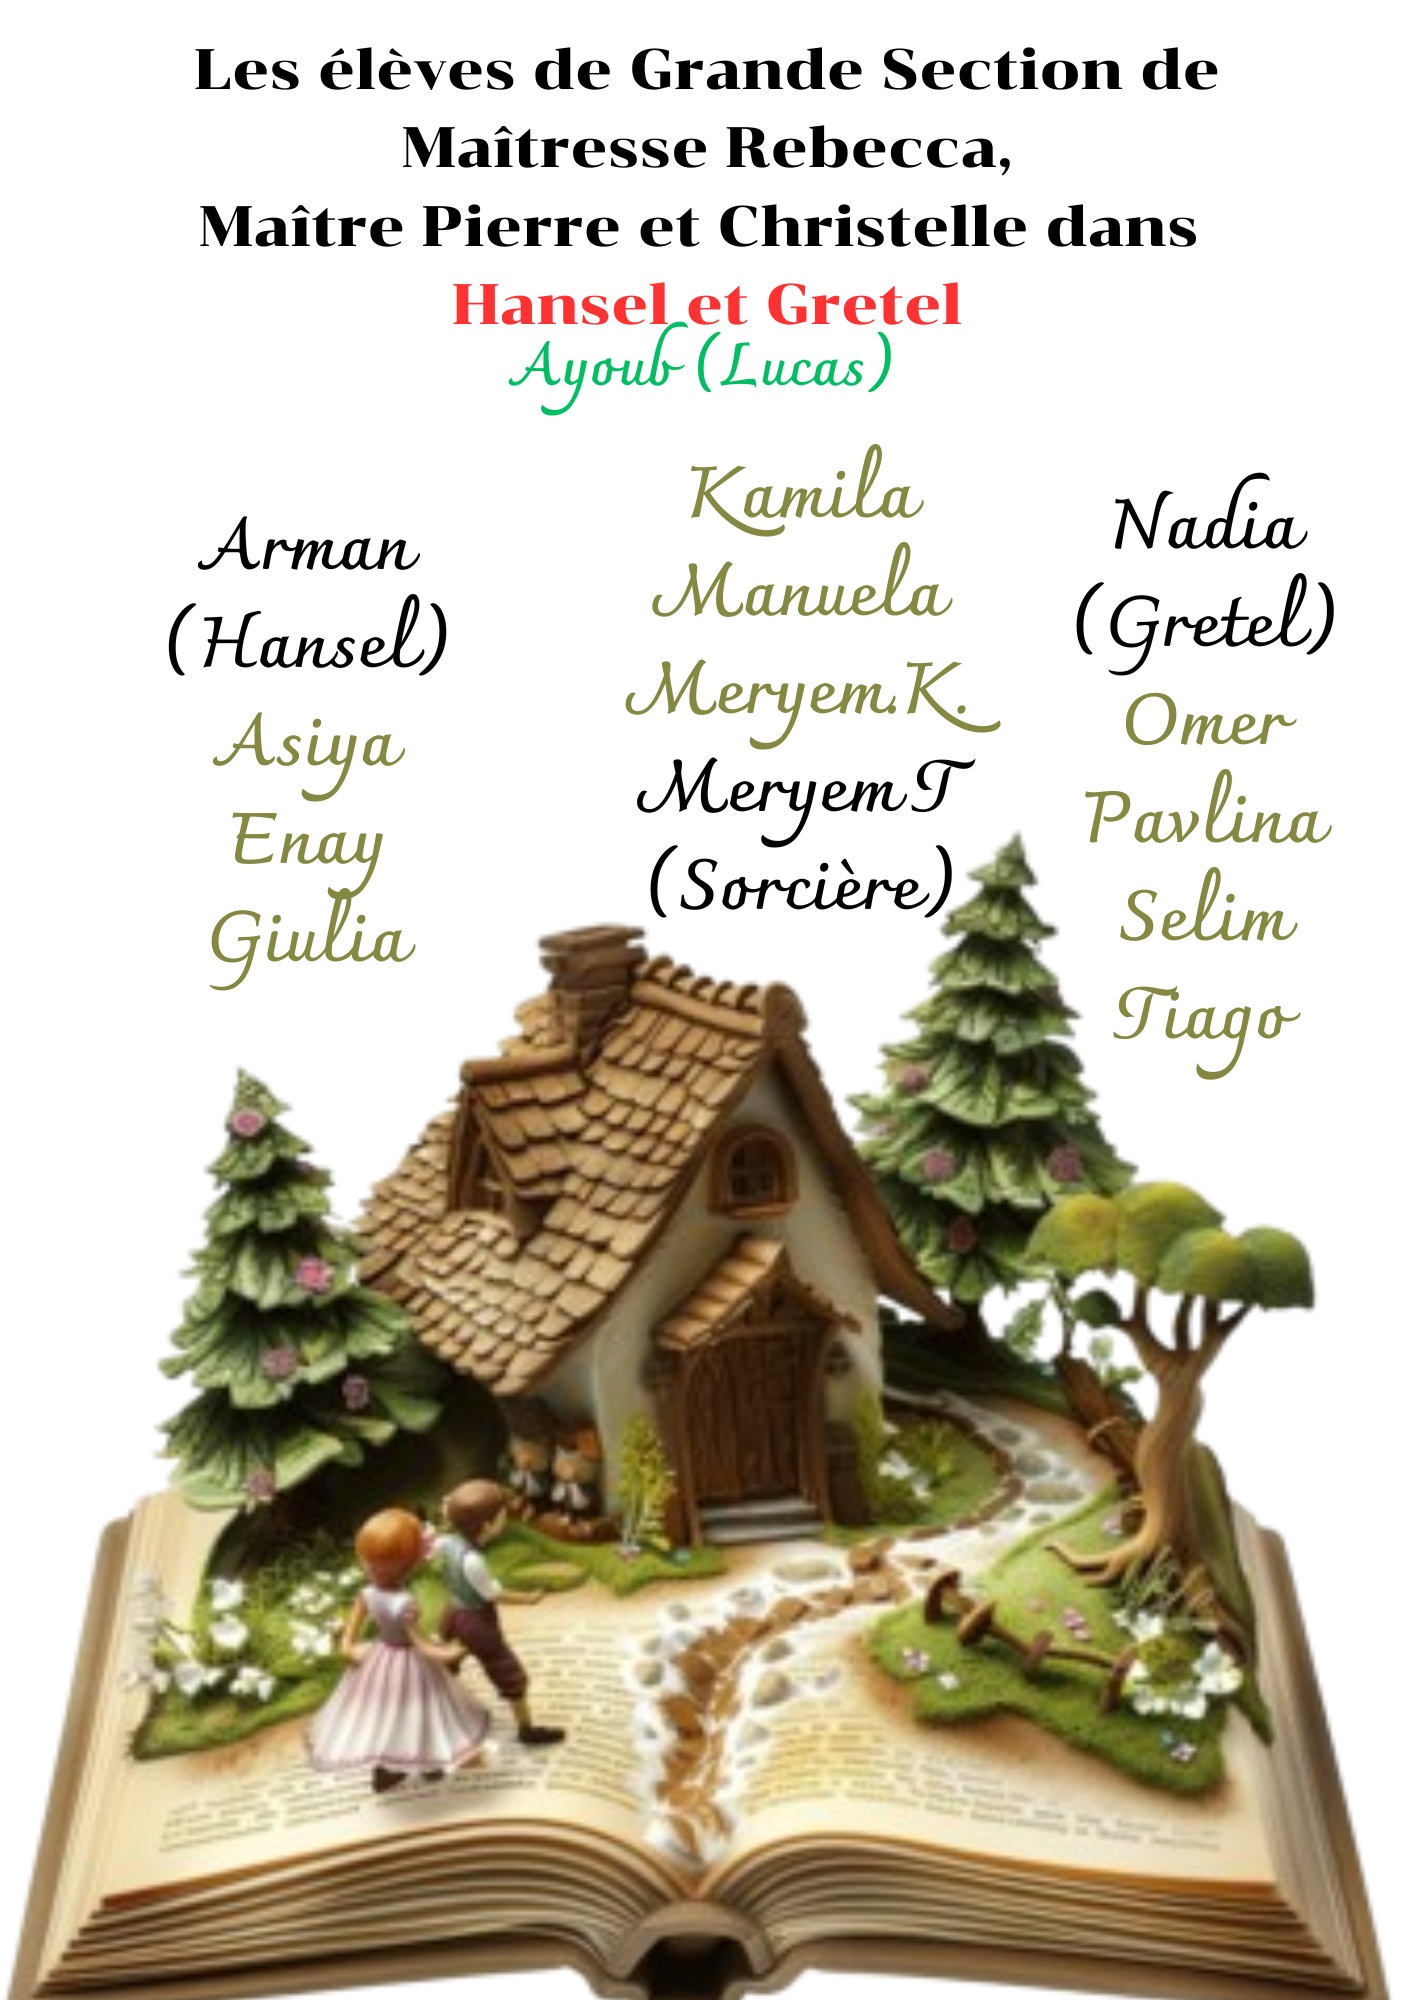 Les élèves de Grande Section de
Maîtresse Rebecca,
Maître Pierre et Christelle dans
Hansel et Gretel
Ayoub (Lucas)
Arman
(Hansel)
Asiya
Enay
Giulia
Kamila
Manuela
Meryem.K.
MeryemT
(Sorcière)
Nadia
(Gretel)
Omer
Pavlina
Selim
Tiago